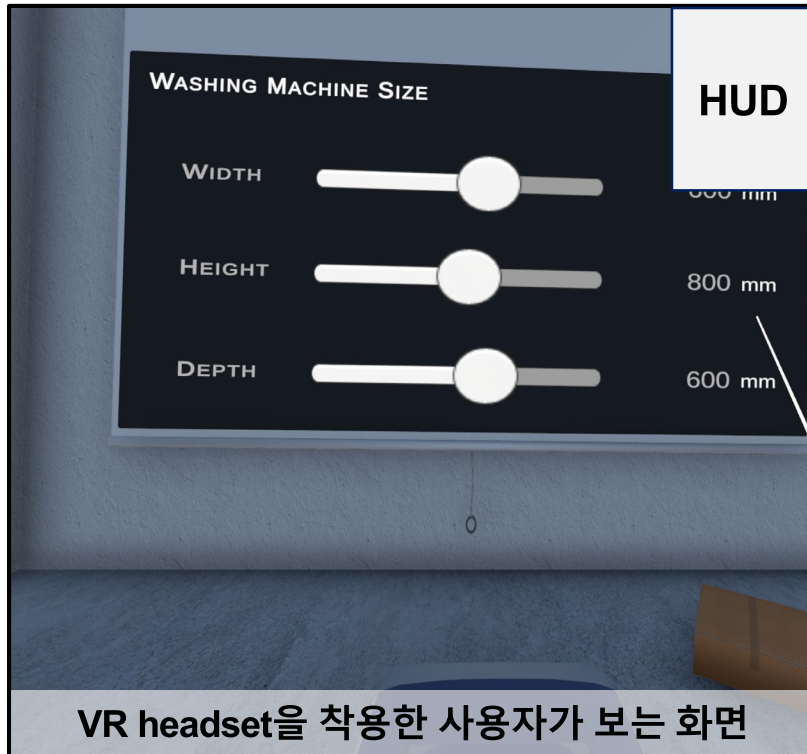 WASHING MACHINE SIZE
HUD
WIDTH
mm
HEIGHT 800 mm
DEPTH 600 mm
VR headset을 착용한 사용자가 보는 화면